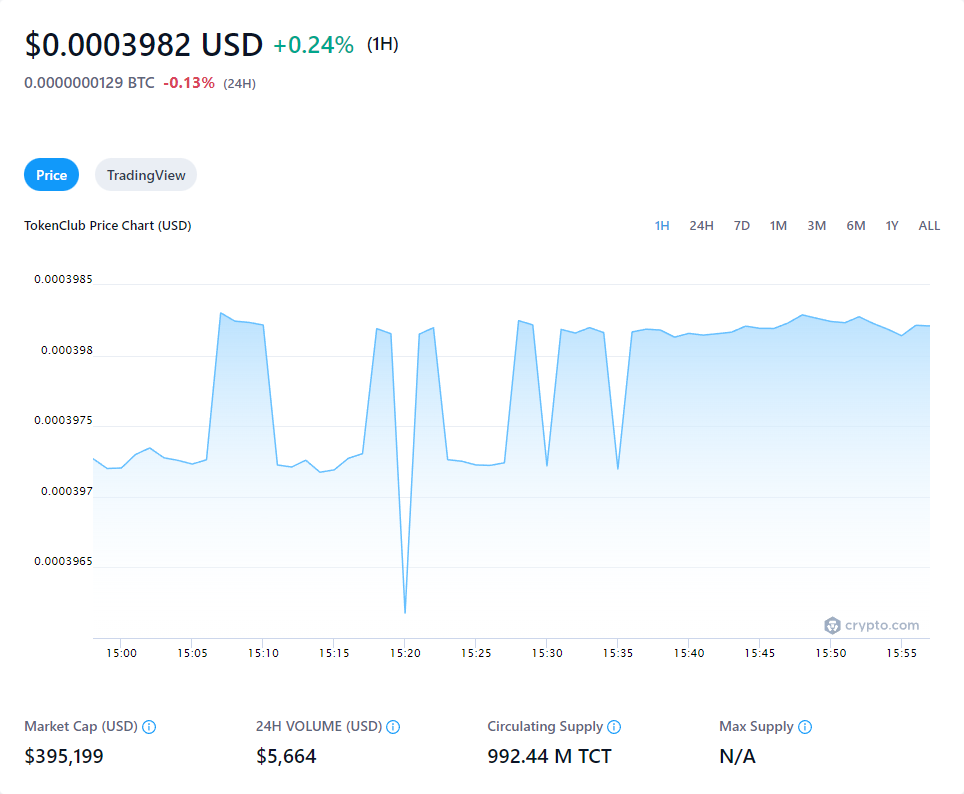 $0.0003982 USD +0.24% (1H)
0.0000000129 BTC -0.13% (24H)
Price TradingView
TokenClub Price Chart (USD) 1H 24H 7D 1M 3M 6M 1Y ALL
0.0003985
0.000398
0.0003975
0.000397
0.0003965
crypto.com
15:00 15:05 15:10 15:15 15:20 15:25 15:30 15:35 15:40 15:45 15:50 15:55
Market Cap (USD) 24H VOLUME (USD) Circulating Supply Max Supply
$395,199 $5,664 992.44 M TCT N/A